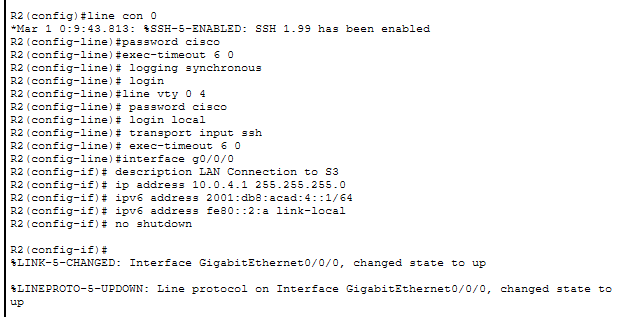 R2(config)#line con 0
*Mar 1 0:9:43.813: %SSH-5-ENABLED: SSH 1.99 has been enabled
R2(config-line)#password cisco
R2(config-line)#exec-timeout 6 0
R2(config-line)# logging synchronous
R2(config-line)# login
R2(config-line)#line vty 0 4
R2(config-line)# password cisco
R2(config-line)# login local
R2(config-line)# transport input ssh
R2(config-line)# exec-timeout 6 0
R2(config-line)#interface g0/0/0
R2(config-if)# description LAN Connection to S3
R2(config-if)# ip address 10.0.4.1 255.255.255.0
R2(config-if)# ipv6 address 2001:db8:acad:4::1/64
R2(config-if)# ipv6 address fe80::2:a link-local
R2(config-if)# no shutdown
R2(config-if)#
%LINK-5-CHANGED: Interface GigabitEthernet0/0/0, changed state to up
%LINEPROTO-5-UPDOWN: Line protocol on Interface GigabitEthernet0/0/0, changed state to
up